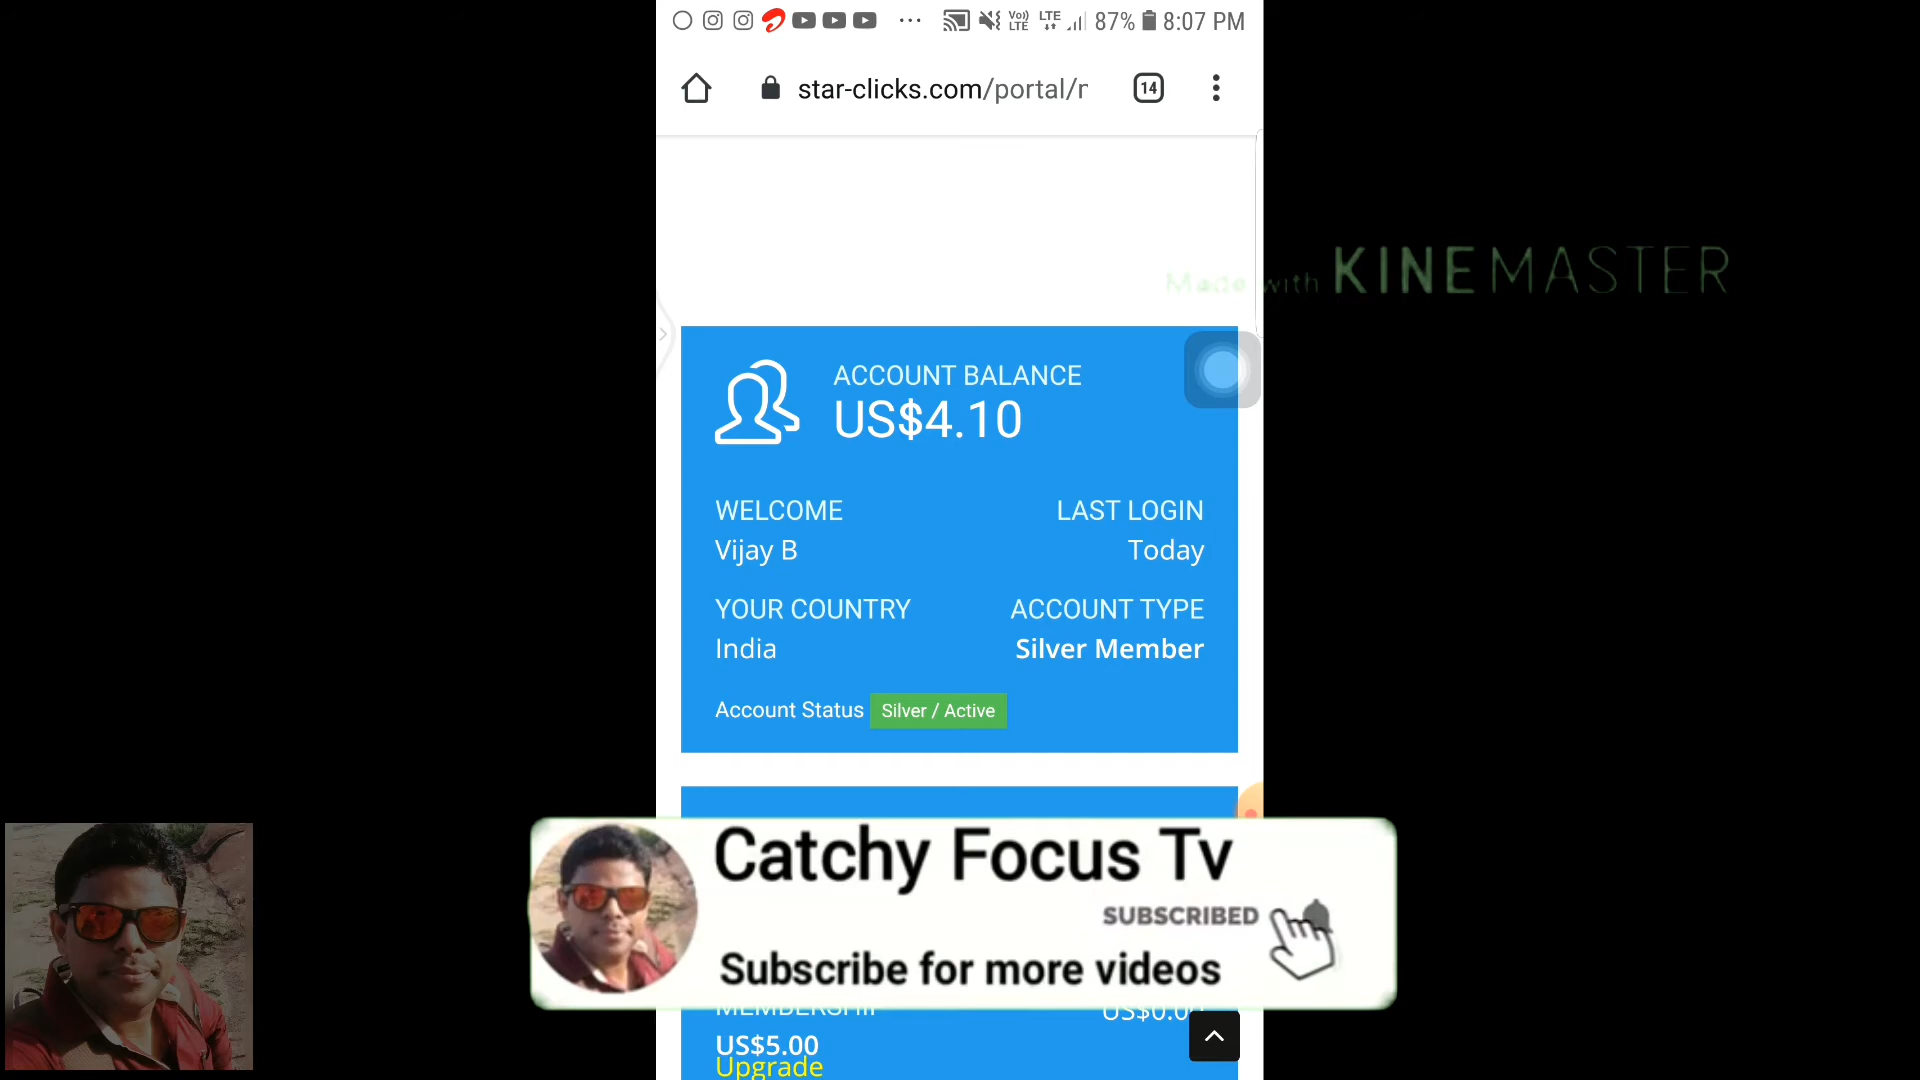 VoLTE LTE 87% 8:07 PM
star-clicks.com/portal/r
14
Made with KINEMASTER
ACCOUNT BALANCE
US$4.10
WELCOME LAST LOGIN
Vijay B Today
YOUR COUNTRY ACCOUNT TYPE
India Silver Member
Account Status Silver / Active
Catchy Focus Tv
SUBSCRIBED
Subscribe for more videos
US$5.00
Upgrade